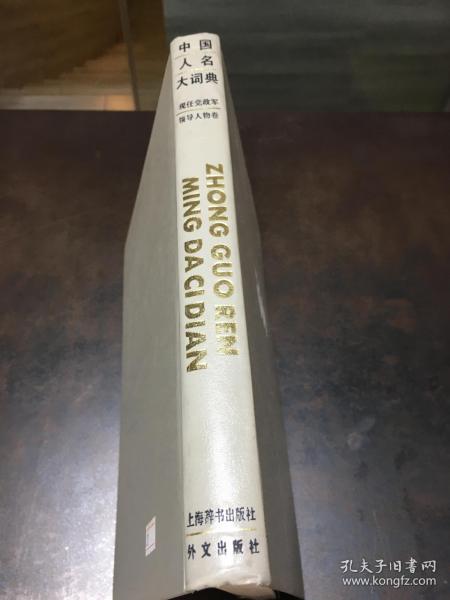 中国
人名
大词典
现任党政军
领导人物卷
ZHONG GUO REN
MING DA CI DIAN
上海辞书出版社
外文出版社
孔夫子旧书网
www.kongfz.com